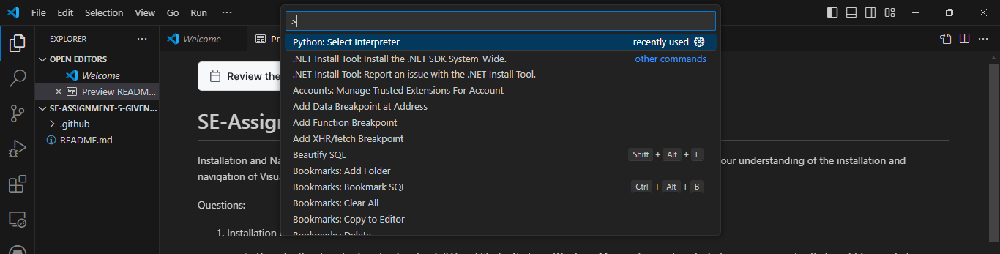 File Edit Selection View Go Run ···
>
EXPLORER
OPEN EDITORS
Welcome
Preview README...
SE-ASSIGNMENT-5-GIVEN...
.github
README.md
Welcome
Python: Select Interpreter recently used
.NET Install Tool: Install the .NET SDK System-Wide. other commands
.NET Install Tool: Report an issue with the .NET Install Tool.
Accounts: Manage Trusted Extensions For Account
Add Data Breakpoint at Address
Add Function Breakpoint
Add XHR/fetch Breakpoint
Beautify SQL Shift + Alt + F
Bookmarks: Add Folder
Bookmarks: Bookmark SQL Ctrl + Alt + B
Bookmarks: Clear All
Bookmarks: Copy to Editor
Bookmarks: Delete
Review the
SE-Assign
Installation and Na
our understanding of the installation and
navigation of Visua
Questions:
1. Installation